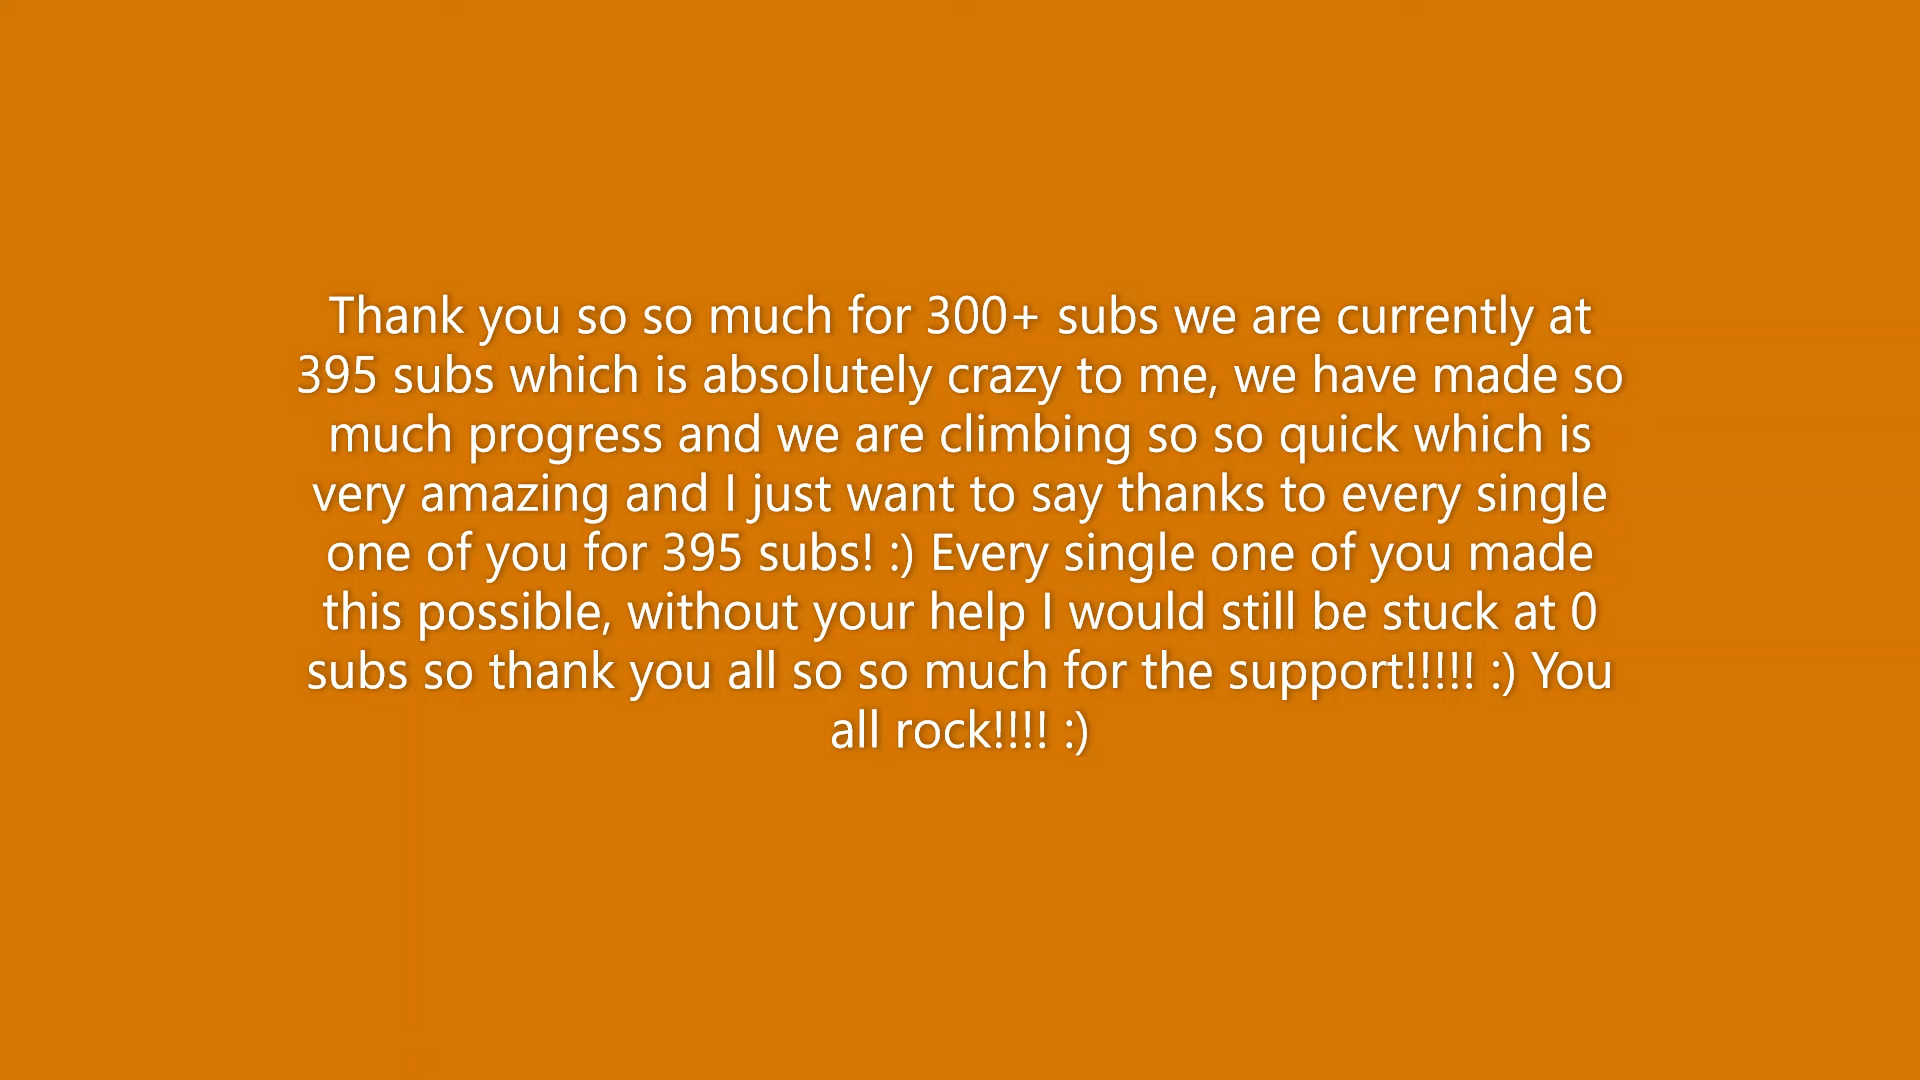 Thank you so so much for 300+ subs we are currently at
395 subs which is absolutely crazy to me, we have made so
much progress and we are climbing so so quick which is
very amazing and I just want to say thanks to every single
one of you for 395 subs! :) Every single one of you made
this possible, without your help I would still be stuck at 0
subs so thank you all so so much for the support!!!!! :) You
all rock!!!! :)